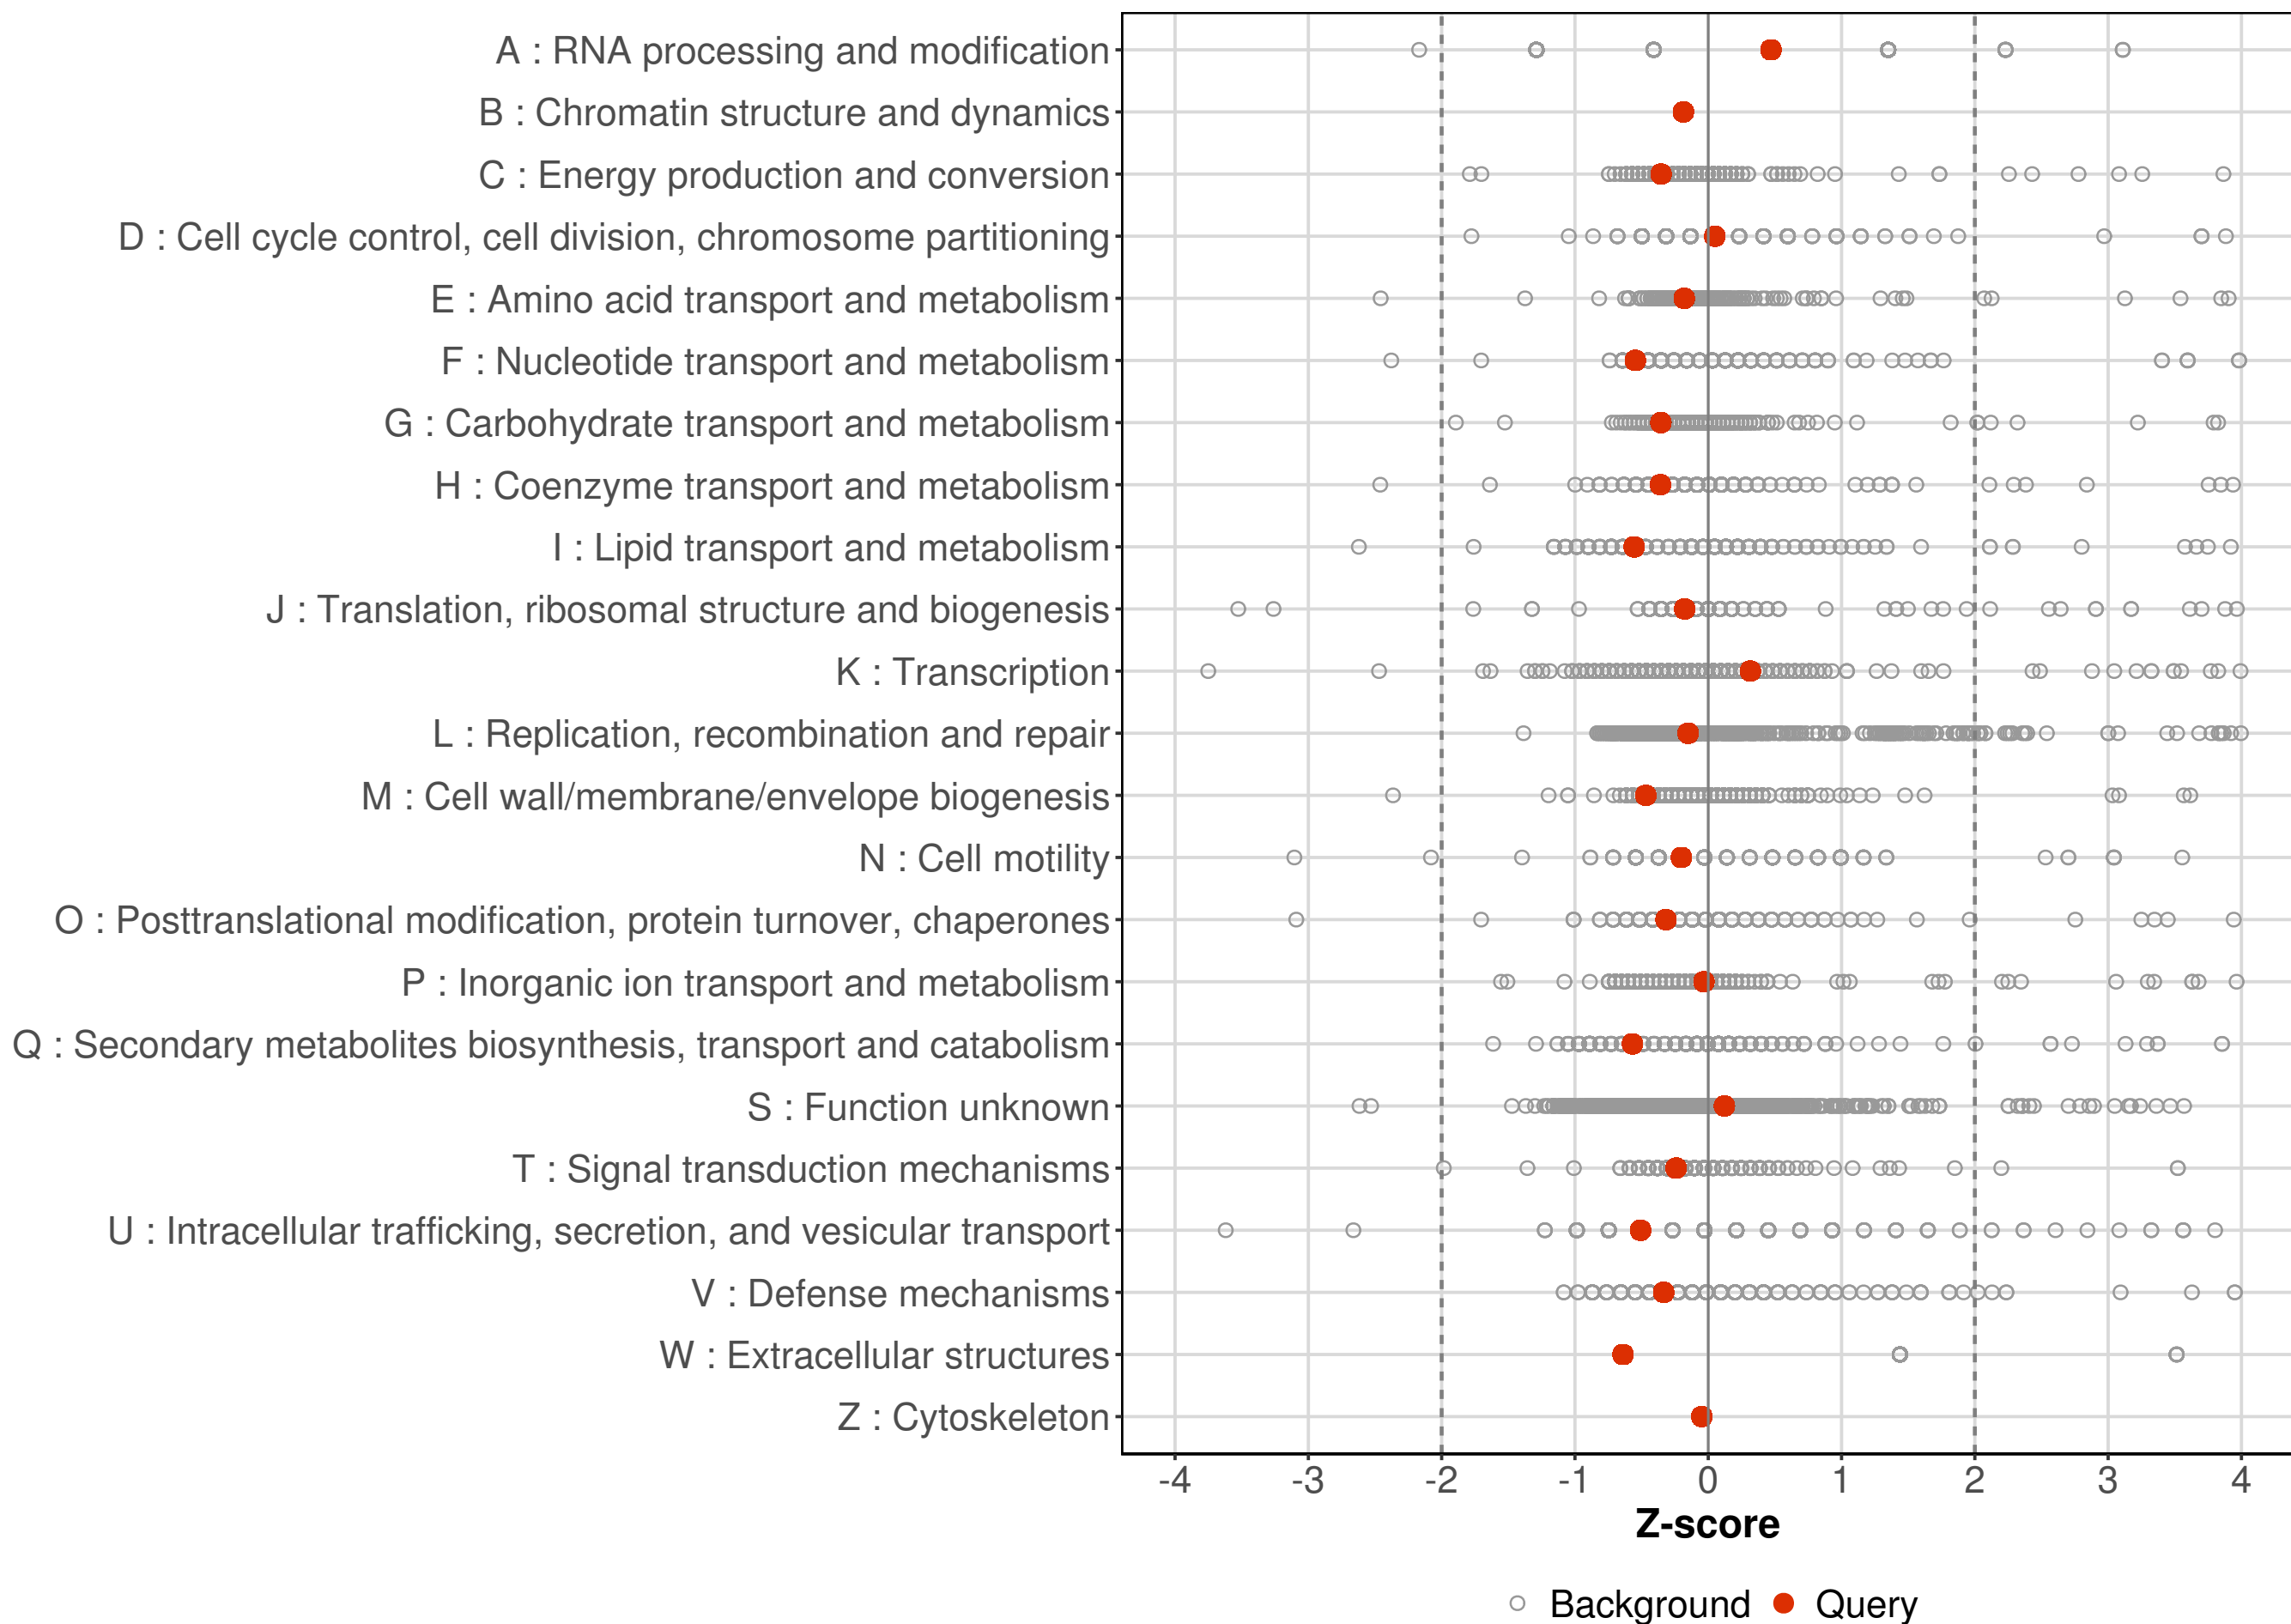 A : RNA processing and modification
B : Chromatin structure and dynamics
C : Energy production and conversion
D : Cell cycle control, cell division, chromosome partitioning
E : Amino acid transport and metabolism
F : Nucleotide transport and metabolism
G : Carbohydrate transport and metabolism
H : Coenzyme transport and metabolism
I : Lipid transport and metabolism
J : Translation, ribosomal structure and biogenesis
K : Transcription
L : Replication, recombination and repair
M : Cell wall/membrane/envelope biogenesis
N : Cell motility
O : Posttranslational modification, protein turnover, chaperones
P : Inorganic ion transport and metabolism
Q : Secondary metabolites biosynthesis, transport and catabolism
S : Function unknown
T : Signal transduction mechanisms
U : Intracellular trafficking, secretion, and vesicular transport
V : Defense mechanisms
W : Extracellular structures
Z : Cytoskeleton
-4 -3 -2 -1 0 1 2 3 4
Z-score
Background Query